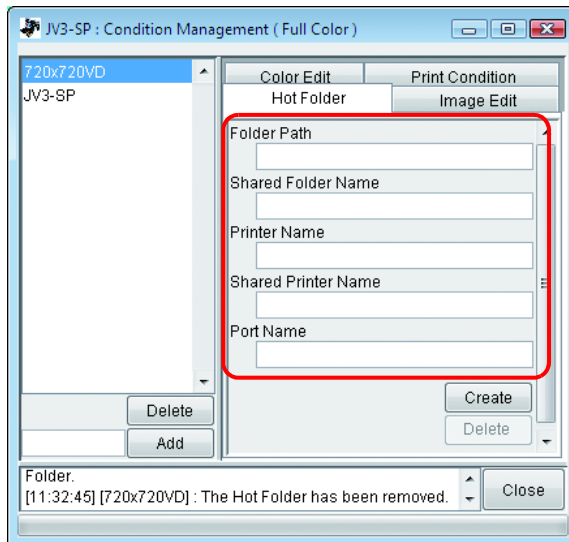 JV3-SP : Condition Management ( Full Color )
720x720VD
JV3-SP
Color Edit
Print Condition
Hot Folder
Image Edit
Folder Path
Shared Folder Name
Printer Name
Shared Printer Name
Port Name
Create
Delete
Delete
Add
Folder.
[11:32:45] [720x720VD] : The Hot Folder has been removed.
Close